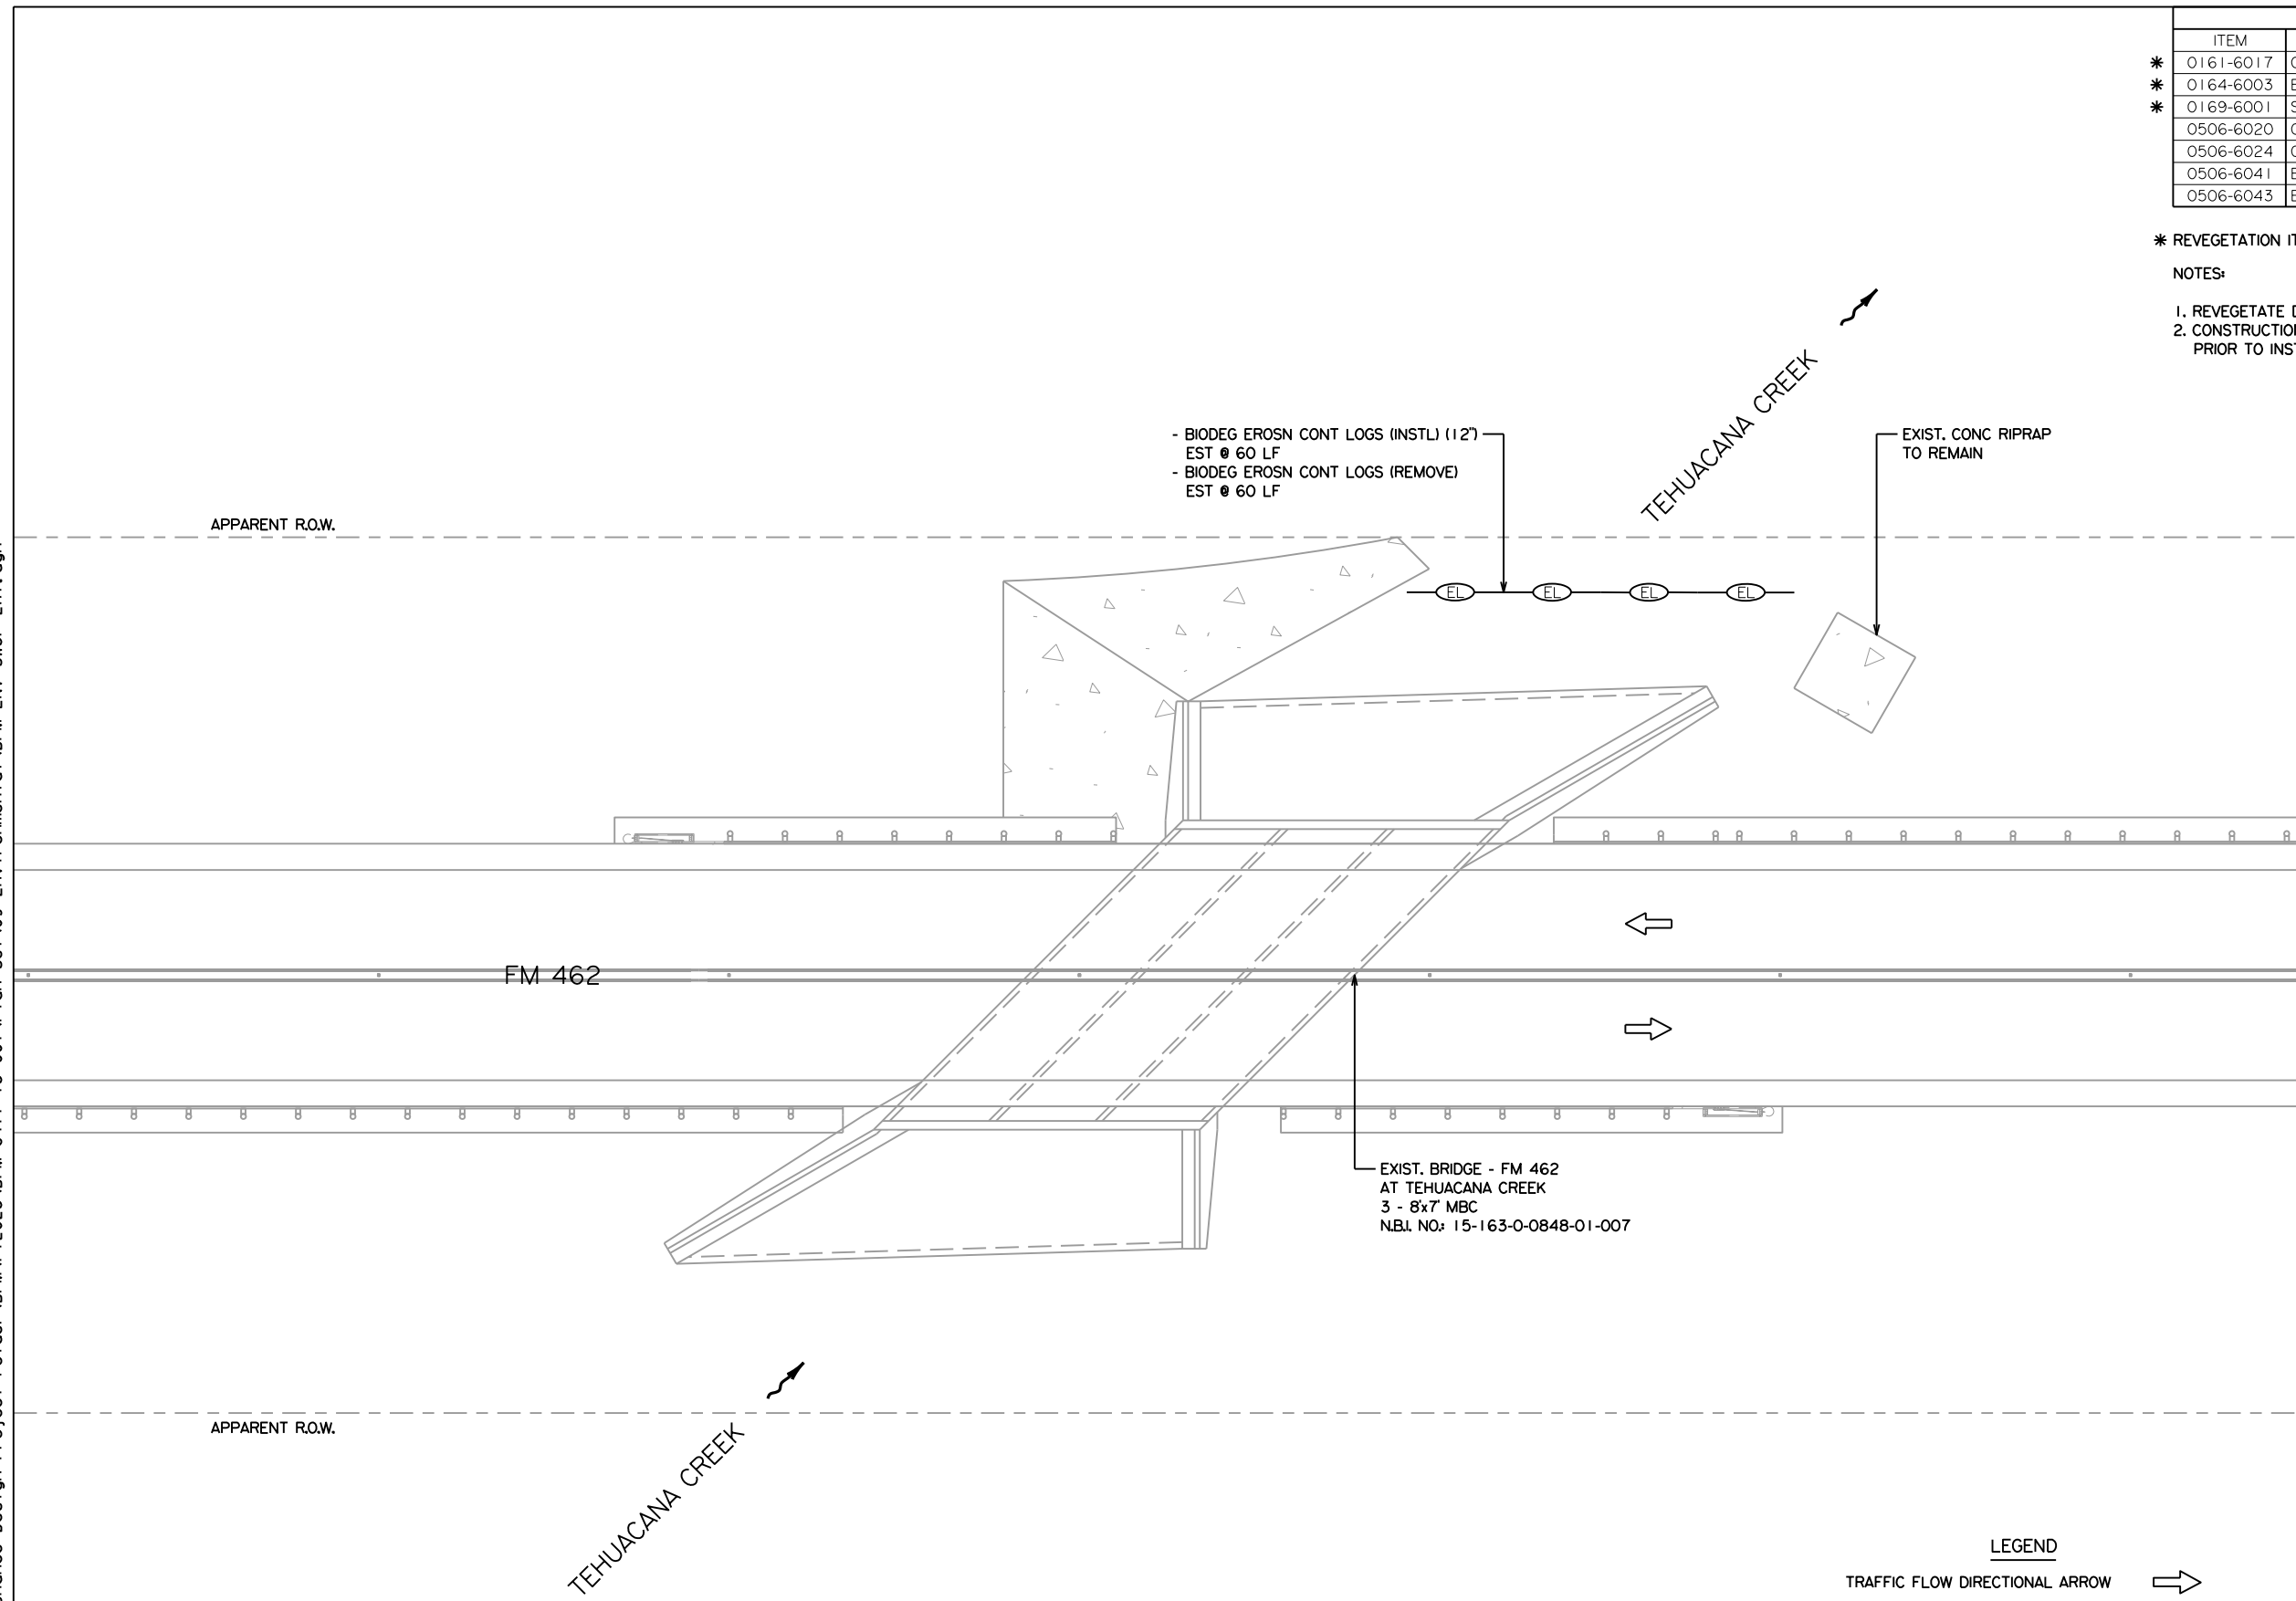 ITEM
* 0161-6017
* 0164-6003
* 0169-6001
0506-6020
0506-6024
0506-6041
0506-6043
* REVEGETATION
NOTES:
1. REVEGETATE
2. CONSTRUCTION
PRIOR TO
TEHUACANA CREEK
- BIODEG EROSN CONT LOGS (INSTL) (12")
EST @ 60 LF
- BIODEG EROSN CONT LOGS (REMOVE)
EST @ 60 LF
EXIST. CONC RIPRAP
TO REMAIN
APPARENT R.O.W.
EL EL EL EL
FM 462
EXIST. BRIDGE - FM 462
AT TEHUACANA CREEK
3 - 8'x7' MBC
N.B.I. NO.: 15-163-0-0848-01-007
APPARENT R.O.W.
TEHUACANA CREEK
LEGEND
TRAFFIC FLOW DIRECTIONAL ARROW